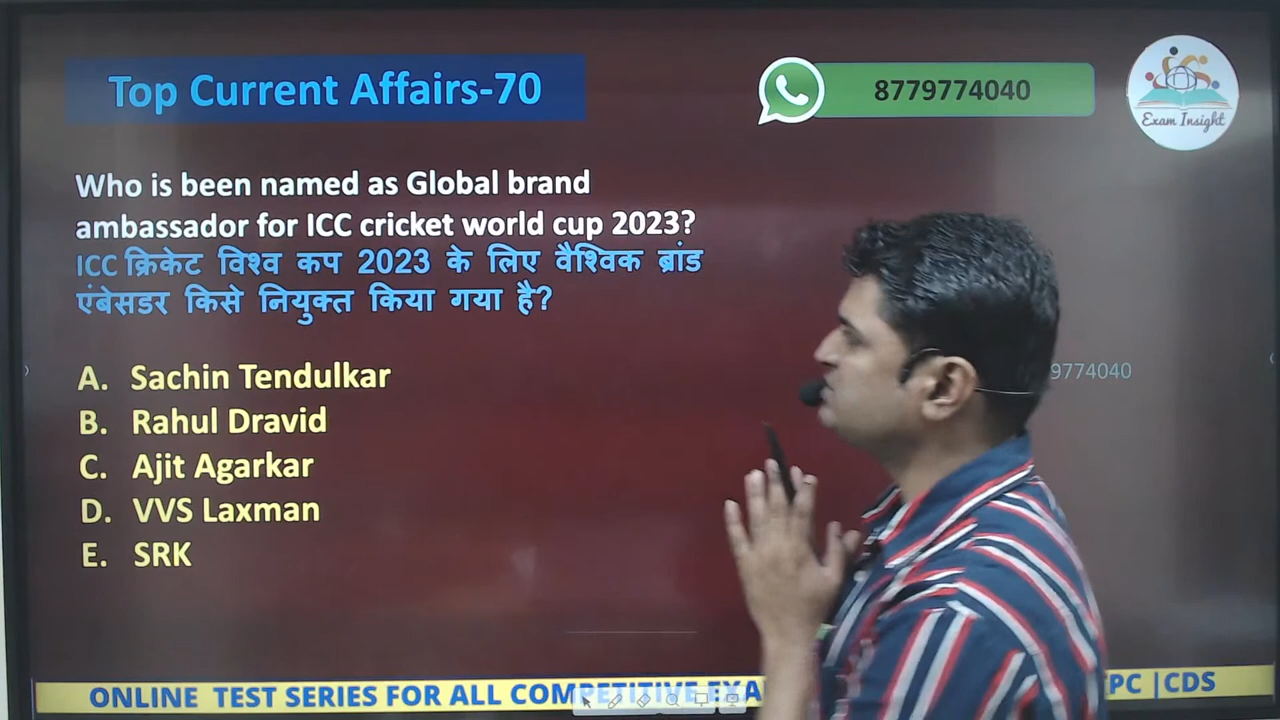 Top Current Affairs-70
8779774040
Exam Insight
Who is been named as Global brand
ambassador for ICC cricket world cup 2023?
ICC क्रिकेट विश्व कप 2023 के लिए वैश्विक ब्रांड
एंबेसडर किसे नियुक्त किया गया है?
A. Sachin Tendulkar
9774040
B. Rahul Dravid
C. Ajit Agarkar
D. VVS Laxman
E. SRK
ONLINE TEST SERIES FOR ALL COMPETITIVE EXA PC |CDS